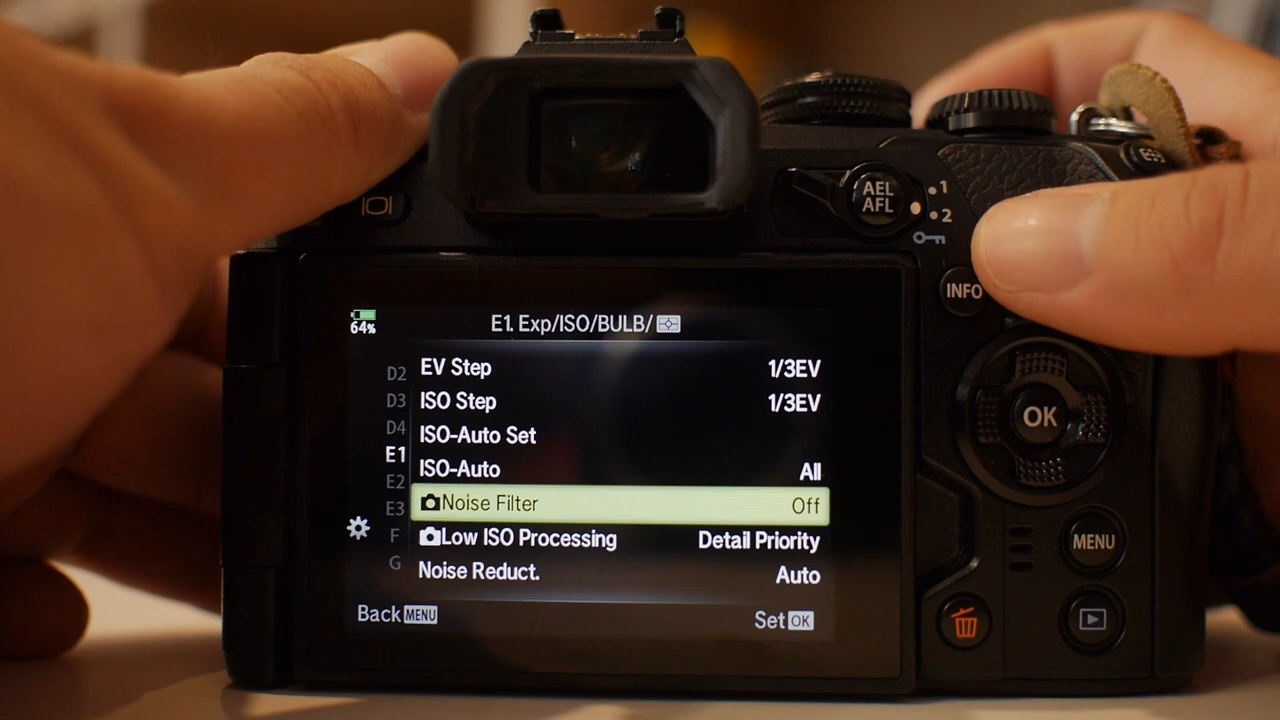 AEL
AFL
1
2
INFO
64%
E1. Exp/ISO/BULB/
D2
D3
D4
E1
E2
E3
F
G
EV Step 1/3EV
ISO Step 1/3EV
ISO-Auto Set
ISO-Auto All
Noise Filter Off
Low ISO Processing Detail Priority
Noise Reduct. Auto
Back MENU
Set OK
OK
MENU